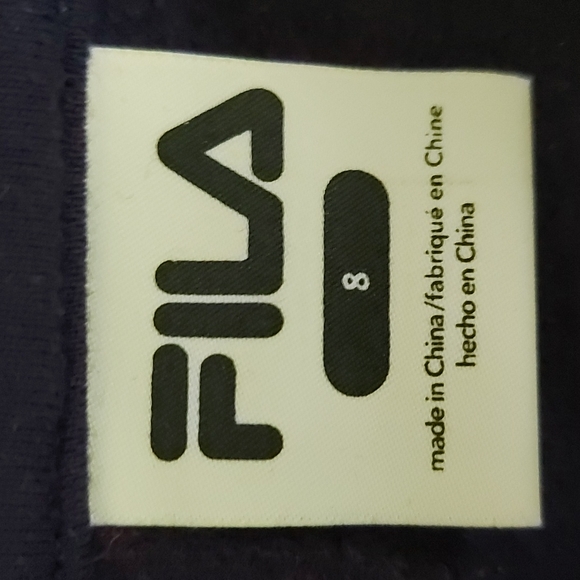 FILA
8
made in China/fabriqué en Chine
hecho en China